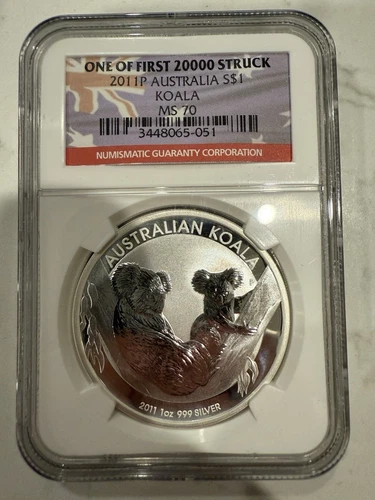 ONE OF FIRST 20000 STRUCK
2011P AUSTRALIA S$1
KOALA
MS 70
3448065-051
NUMISMATIC GUARANTY CORPORATION
AUSTRALIAN KOALA
2011 1oz 999 SILVER